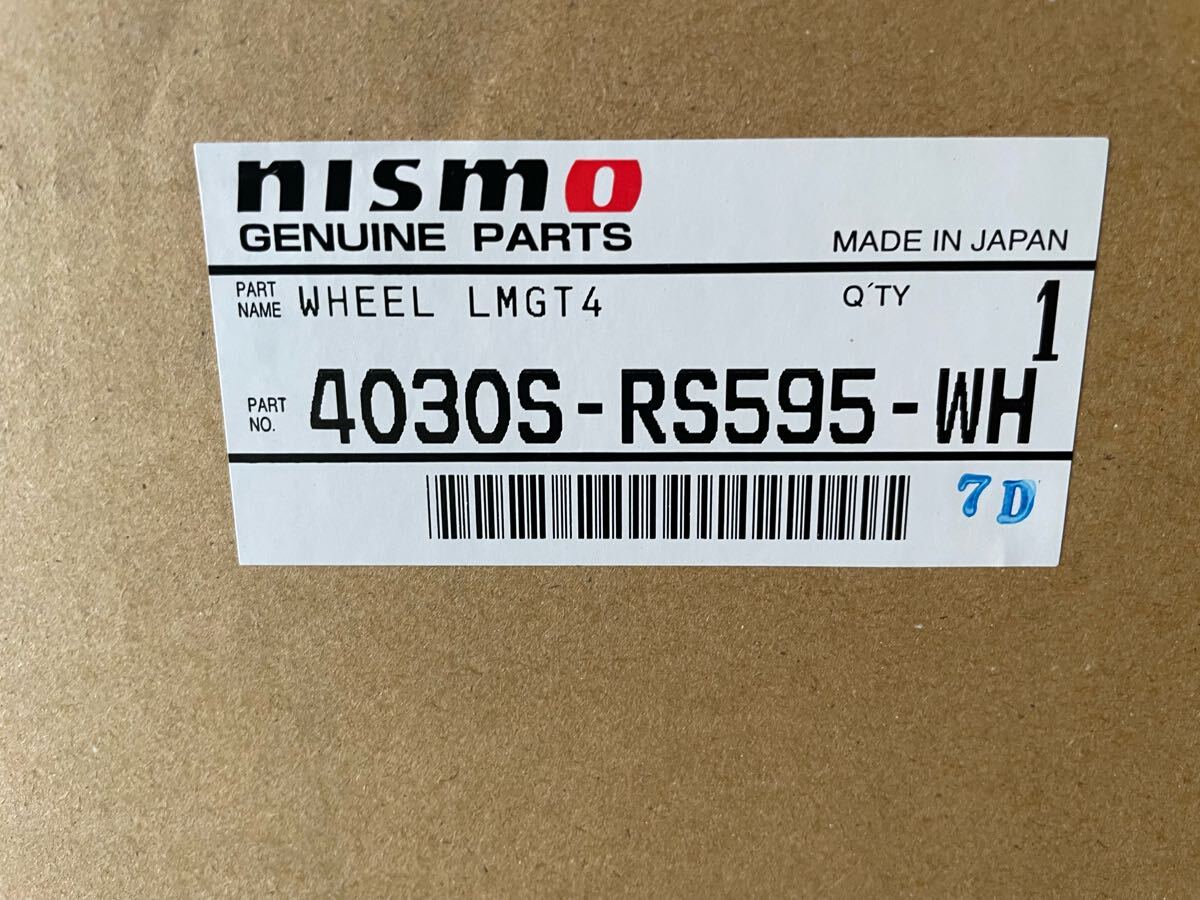 nismo
GENUINE PARTS
MADE IN JAPAN
PART NAME WHEEL LMGT4
Q´TY 1
PART NO. 4030S-RS595-WH
7D